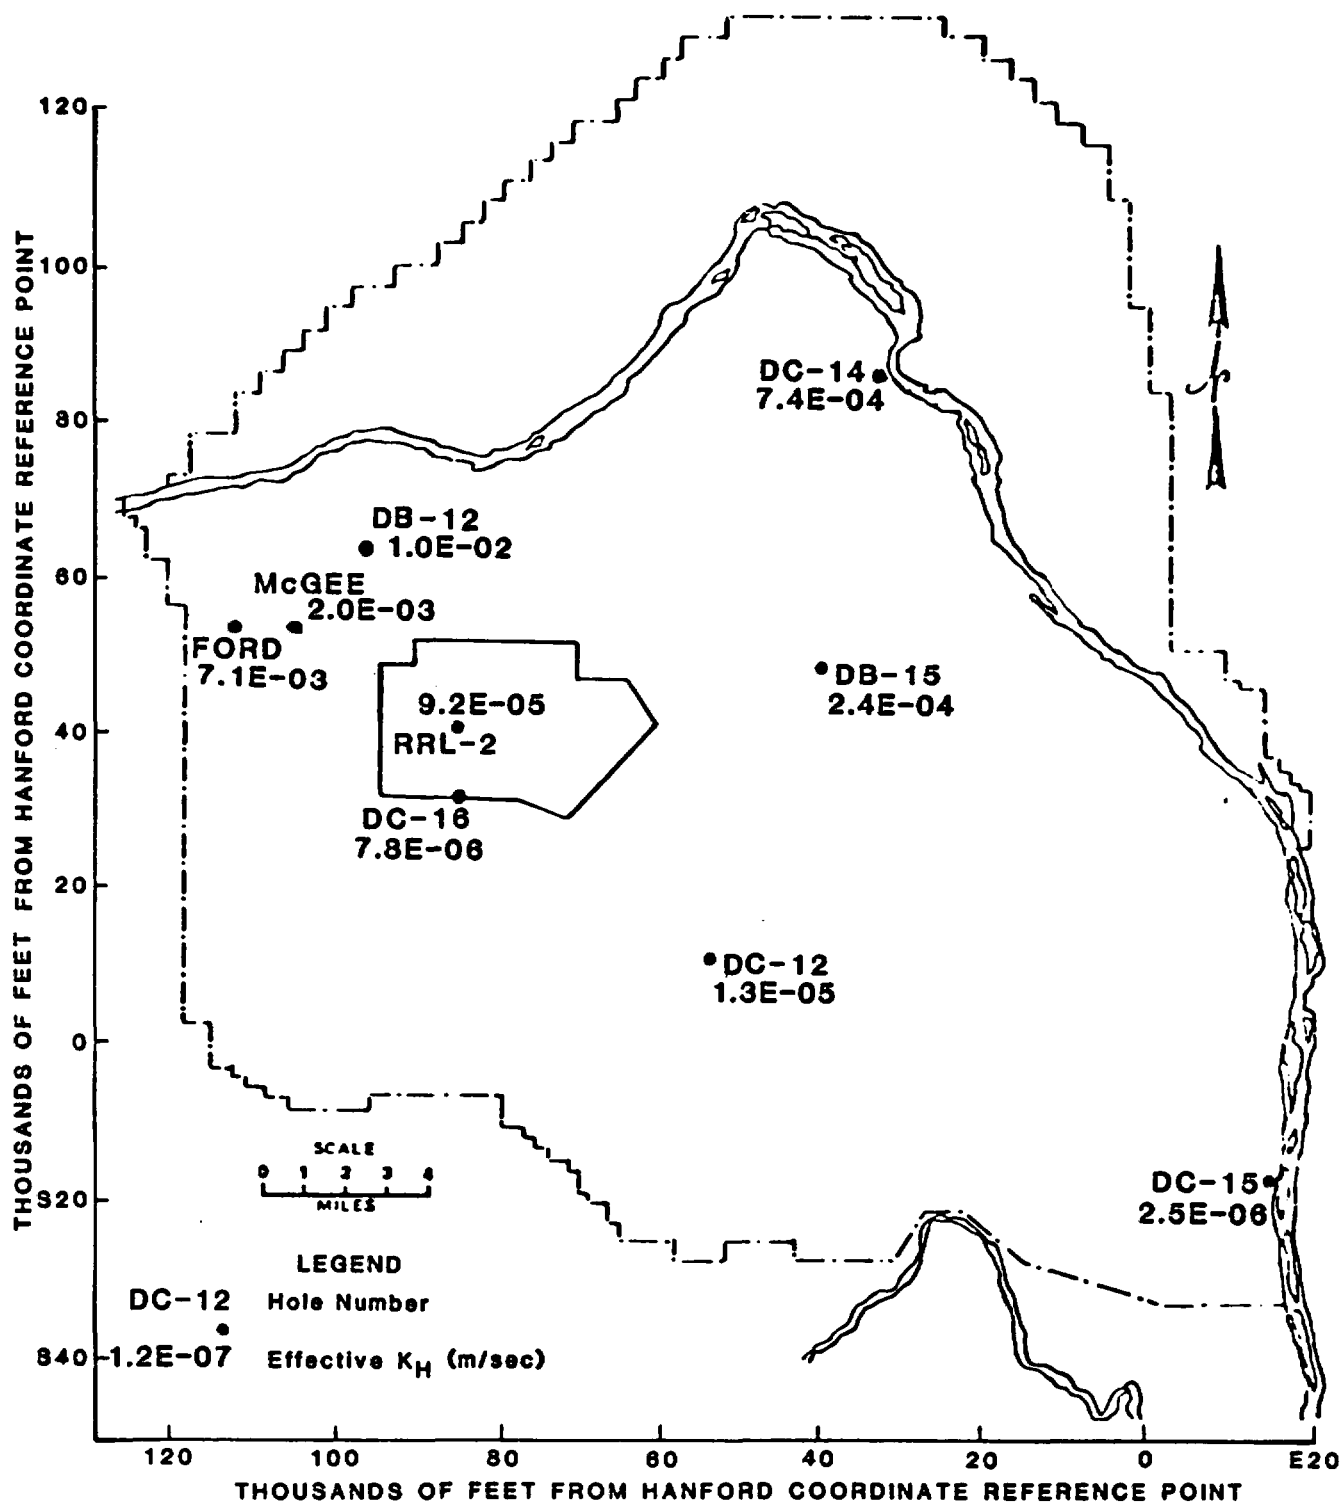 120
100
80
60
40
20
0
S20
S40
THOUSANDS OF FEET FROM HANFORD COORDINATE REFERENCE POINT
DC-14
7.4E-04
DB-12
1.0E-02
McGEE
2.0E-03
FORD
7.1E-03
9.2E-05
RRL-2
DB-15
2.4E-04
DC-16
7.8E-06
DC-12
1.3E-05
DC-15
2.5E-06
SCALE
0 1 2 3 4
MILES
LEGEND
DC-12 Hole Number
1.2E-07 Effective KH (m/sec)
120 100 80 60 40 20 0 E20
THOUSANDS OF FEET FROM HANFORD COORDINATE REFERENCE POINT